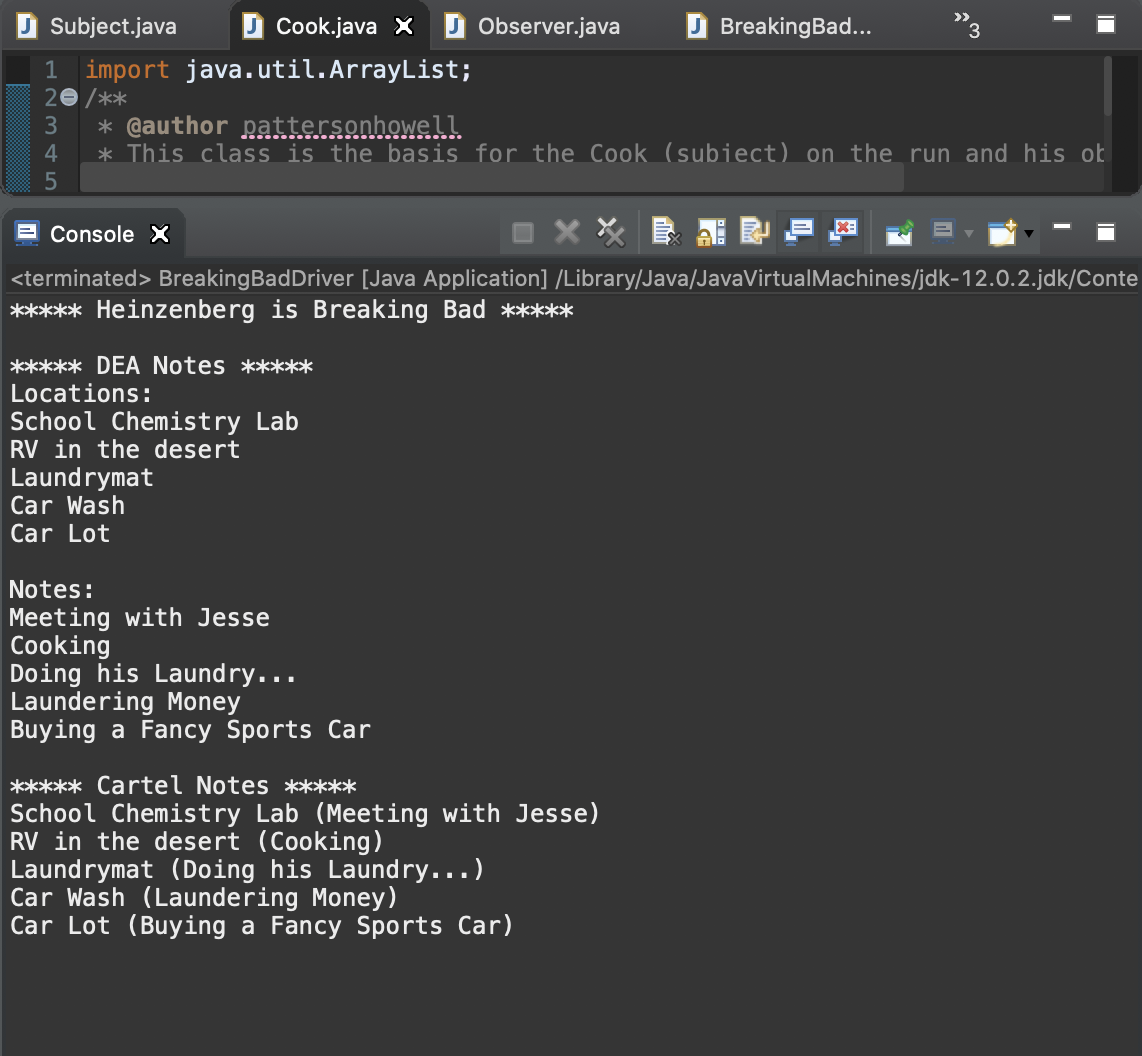 Subject.java Cook.java Observer.java BreakingBad... »3
1 import java.util.ArrayList;
2 /**
3 * @author pattersonhowell
4 * This class is the basis for the Cook (subject) on the run and his ob
5
Console
<terminated> BreakingBadDriver [Java Application] /Library/Java/JavaVirtualMachines/jdk-12.0.2.jdk/Conte
***** Heinzenberg is Breaking Bad *****
***** DEA Notes *****
Locations:
School Chemistry Lab
RV in the desert
Laundrymat
Car Wash
Car Lot
Notes:
Meeting with Jesse
Cooking
Doing his Laundry...
Laundering Money
Buying a Fancy Sports Car
***** Cartel Notes *****
School Chemistry Lab (Meeting with Jesse)
RV in the desert (Cooking)
Laundrymat (Doing his Laundry...)
Car Wash (Laundering Money)
Car Lot (Buying a Fancy Sports Car)